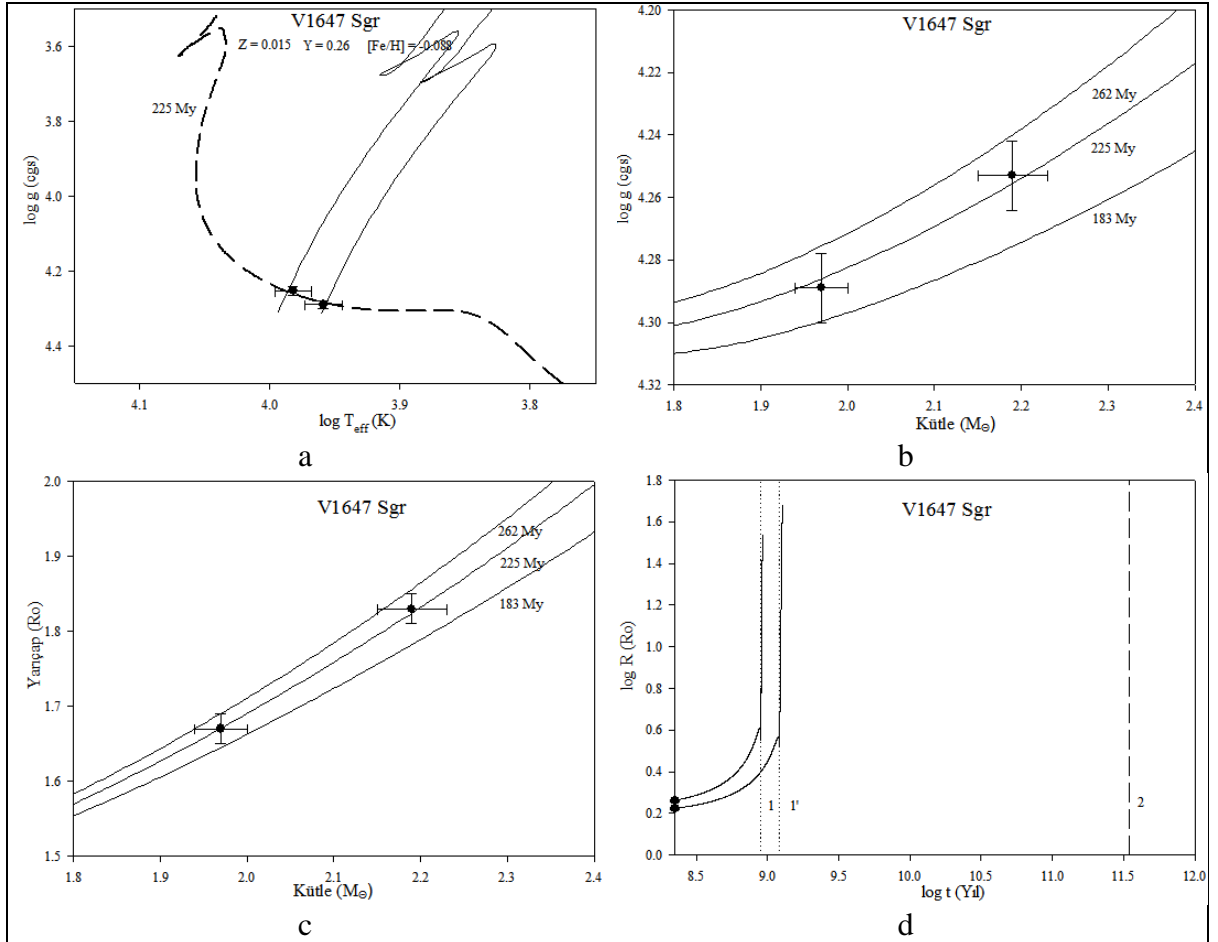 V1647 Sgr
Z = 0.015 Y = 0.26 [Fe/H] = -0.088
225 My
log g (cgs)
3.6
3.8
4.0
4.2
4.4
4.1
4.0
3.9
3.8
log T_eff (K)
a
V1647 Sgr
262 My
225 My
183 My
log g (cgs)
4.20
4.22
4.24
4.26
4.28
4.30
4.32
1.8
1.9
2.0
2.1
2.2
2.3
2.4
Kütle (M⊙)
b
V1647 Sgr
262 My
225 My
183 My
Yarıçap (Ro)
2.0
1.9
1.8
1.7
1.6
1.5
1.8
1.9
2.0
2.1
2.2
2.3
2.4
Kütle (M⊙)
c
V1647 Sgr
log R (Ro)
1.8
1.6
1.4
1.2
1.0
0.8
0.6
0.4
0.2
0.0
1
1'
2
8.5
9.0
9.5
10.0
10.5
11.0
11.5
12.0
log t (Yıl)
d